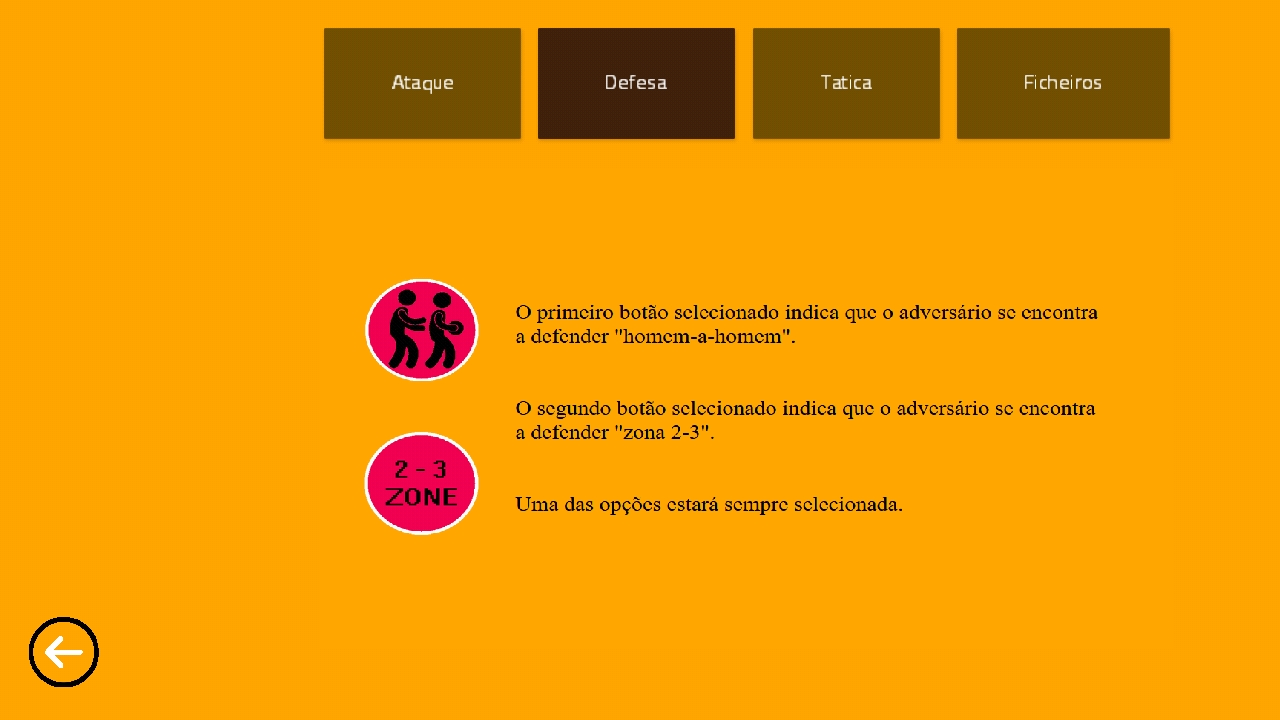 Ataque
Defesa
Tatica
Ficheiros
O primeiro botão selecionado indica que o adversário se encontra
a defender "homem-a-homem".
O segundo botão selecionado indica que o adversário se encontra
a defender "zona 2-3".
2 - 3
ZONE
Uma das opções estará sempre selecionada.